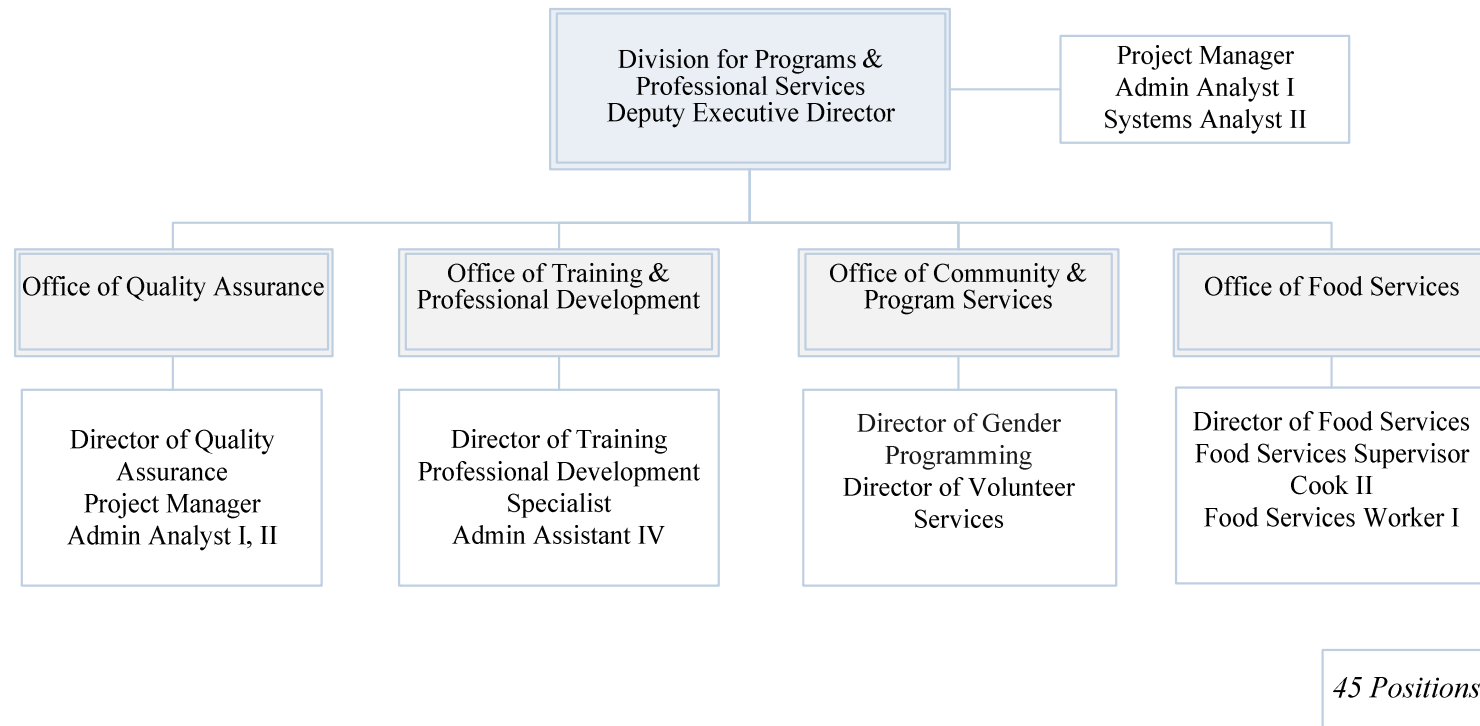 Division for Programs &
Professional Services
Deputy Executive Director
Project Manager
Admin Analyst I
Systems Analyst II
Office of Quality Assurance
Office of Training &
Professional Development
Office of Community &
Program Services
Office of Food Services
Director of Quality
Assurance
Project Manager
Admin Analyst I, II
Director of Training
Professional Development
Specialist
Admin Assistant IV
Director of Gender
Programming
Director of Volunteer
Services
Director of Food Services
Food Services Supervisor
Cook II
Food Services Worker I
45 Positions